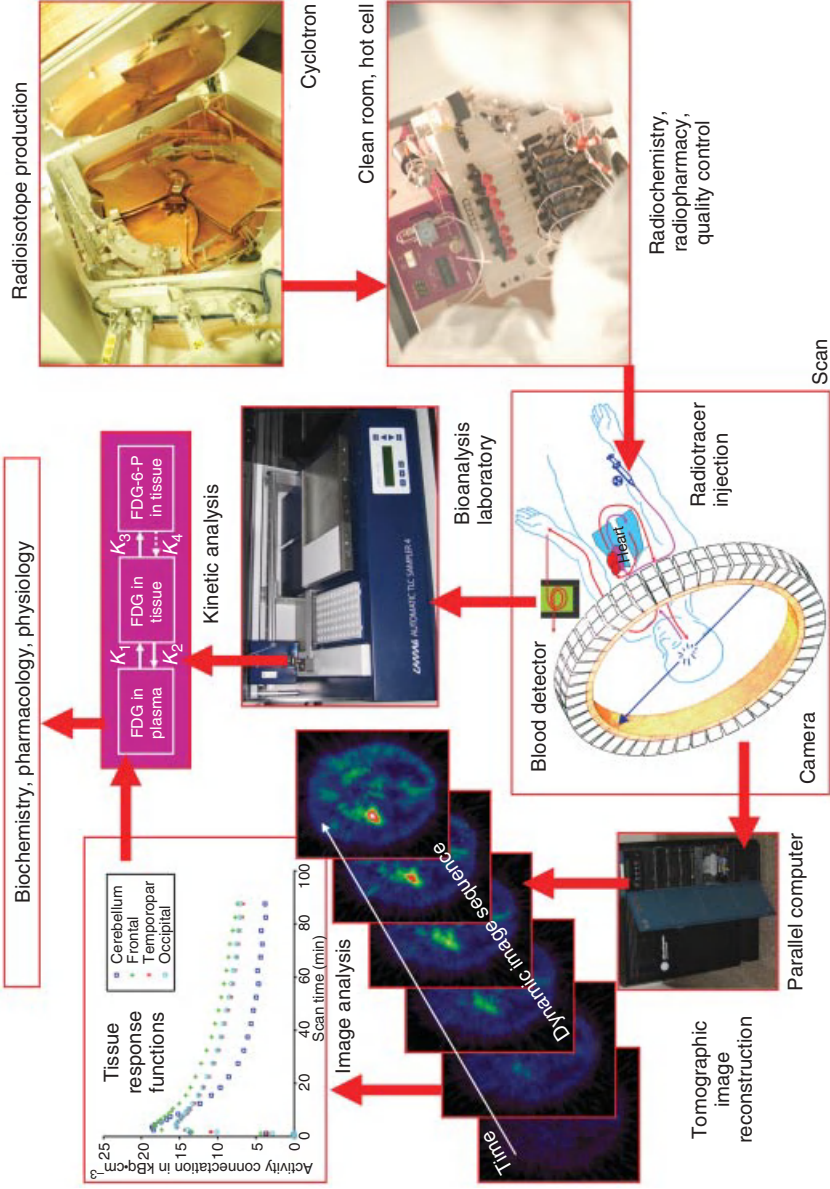 Radioisotope production
Cyclotron
Clean room, hot cell
Radiochemistry,
radiopharmacy,
quality control
Scan
Radiotracer
injection
Heart
Blood detector
Camera
Bioanalysis
laboratory
CAMAG AUTOMATIC TLC SAMPLER 4
Kinetic analysis
FDG in
plasma
K1
K2
FDG in
tissue
K3
K4
FDG-6-P
in tissue
Biochemistry, pharmacology, physiology
Parallel computer
Tomographic
image
reconstruction
Time
Dynamic image sequence
Image analysis
Tissue
response
functions
Cerebellum
Frontal
Temporopar
Occipital
Activity connectation in kBq·cm−3
25
20
15
10
5
0
0
20
40
60
80
100
Scan time (min)